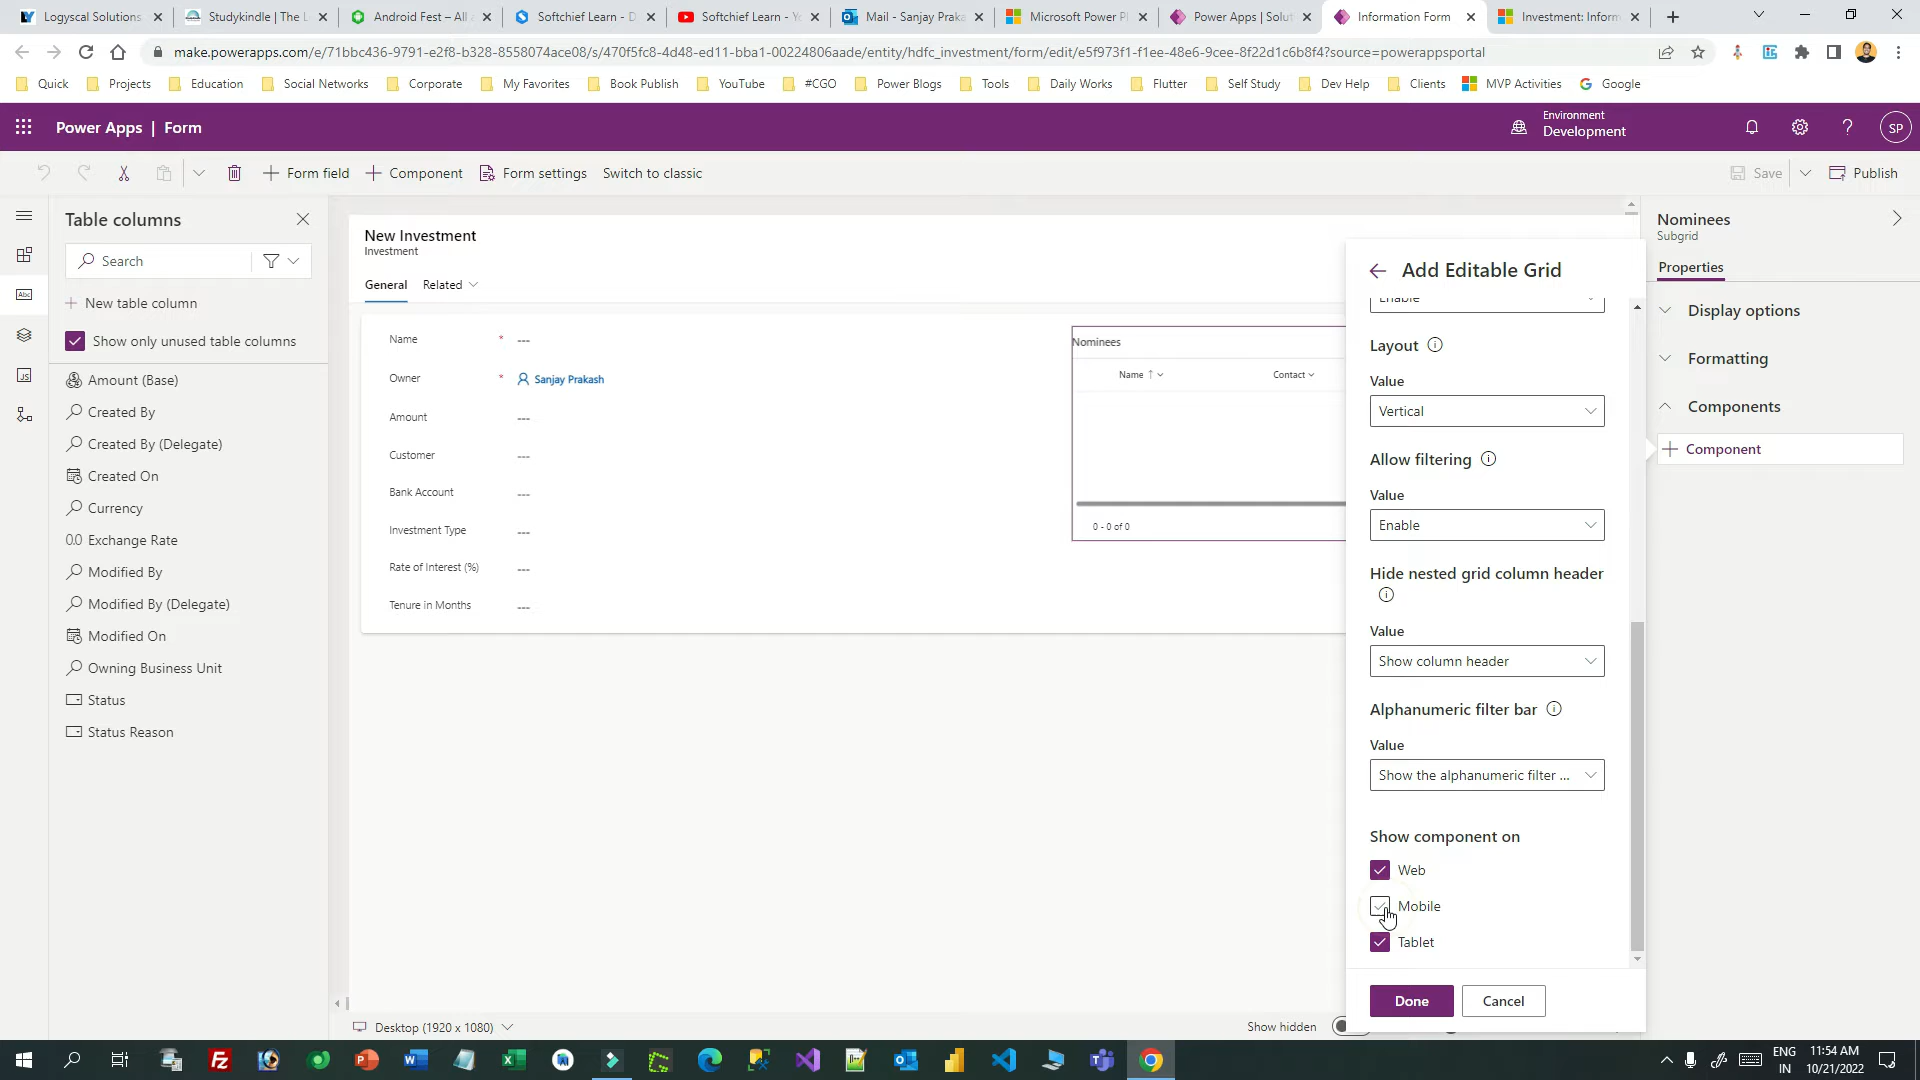 Logyscal Solutions
Studykindle | The L
Android Fest – All a
Softchief Learn - D
Softchief Learn - Yo
Mail - Sanjay Praka
Microsoft Power Pl
Power Apps | Solut
Information Form
Investment: Inform
make.powerapps.com/e/71bbc436-9791-e2f8-b328-8558074ace08/s/470f5fc8-4d48-ed11-bba1-00224806aade/entity/hdfc_investment/form/edit/e5f973f1-f1ee-48e6-9cee-8f22d1c6b8f4?source=powerappsportal
Quick
Projects
Education
Social Networks
Corporate
My Favorites
Book Publish
YouTube
#CGO
Power Blogs
Tools
Daily Works
Flutter
Self Study
Dev Help
Clients
MVP Activities
Google
Power Apps | Form
Environment
Development
SP
Form field
Component
Form settings
Switch to classic
Save
Publish
Table columns
Search
New table column
Show only unused table columns
Amount (Base)
Created By
Created By (Delegate)
Created On
Currency
Exchange Rate
Modified By
Modified By (Delegate)
Modified On
Owning Business Unit
Status
Status Reason
New Investment
Investment
General
Related
Name * ---
Owner * Sanjay Prakash
Amount ---
Customer ---
Bank Account ---
Investment Type ---
Rate of Interest (%) ---
Tenure in Months ---
Nominees
Name ↑
Contact
0 - 0 of 0
Desktop (1920 x 1080)
Show hidden
Add Editable Grid
Enable
Layout
Value
Vertical
Allow filtering
Value
Enable
Hide nested grid column header
Value
Show column header
Alphanumeric filter bar
Value
Show the alphanumeric filter ...
Show component on
Web
Mobile
Tablet
Done
Cancel
Nominees
Subgrid
Properties
Display options
Formatting
Components
Component
ENG
IN
11:54 AM
10/21/2022